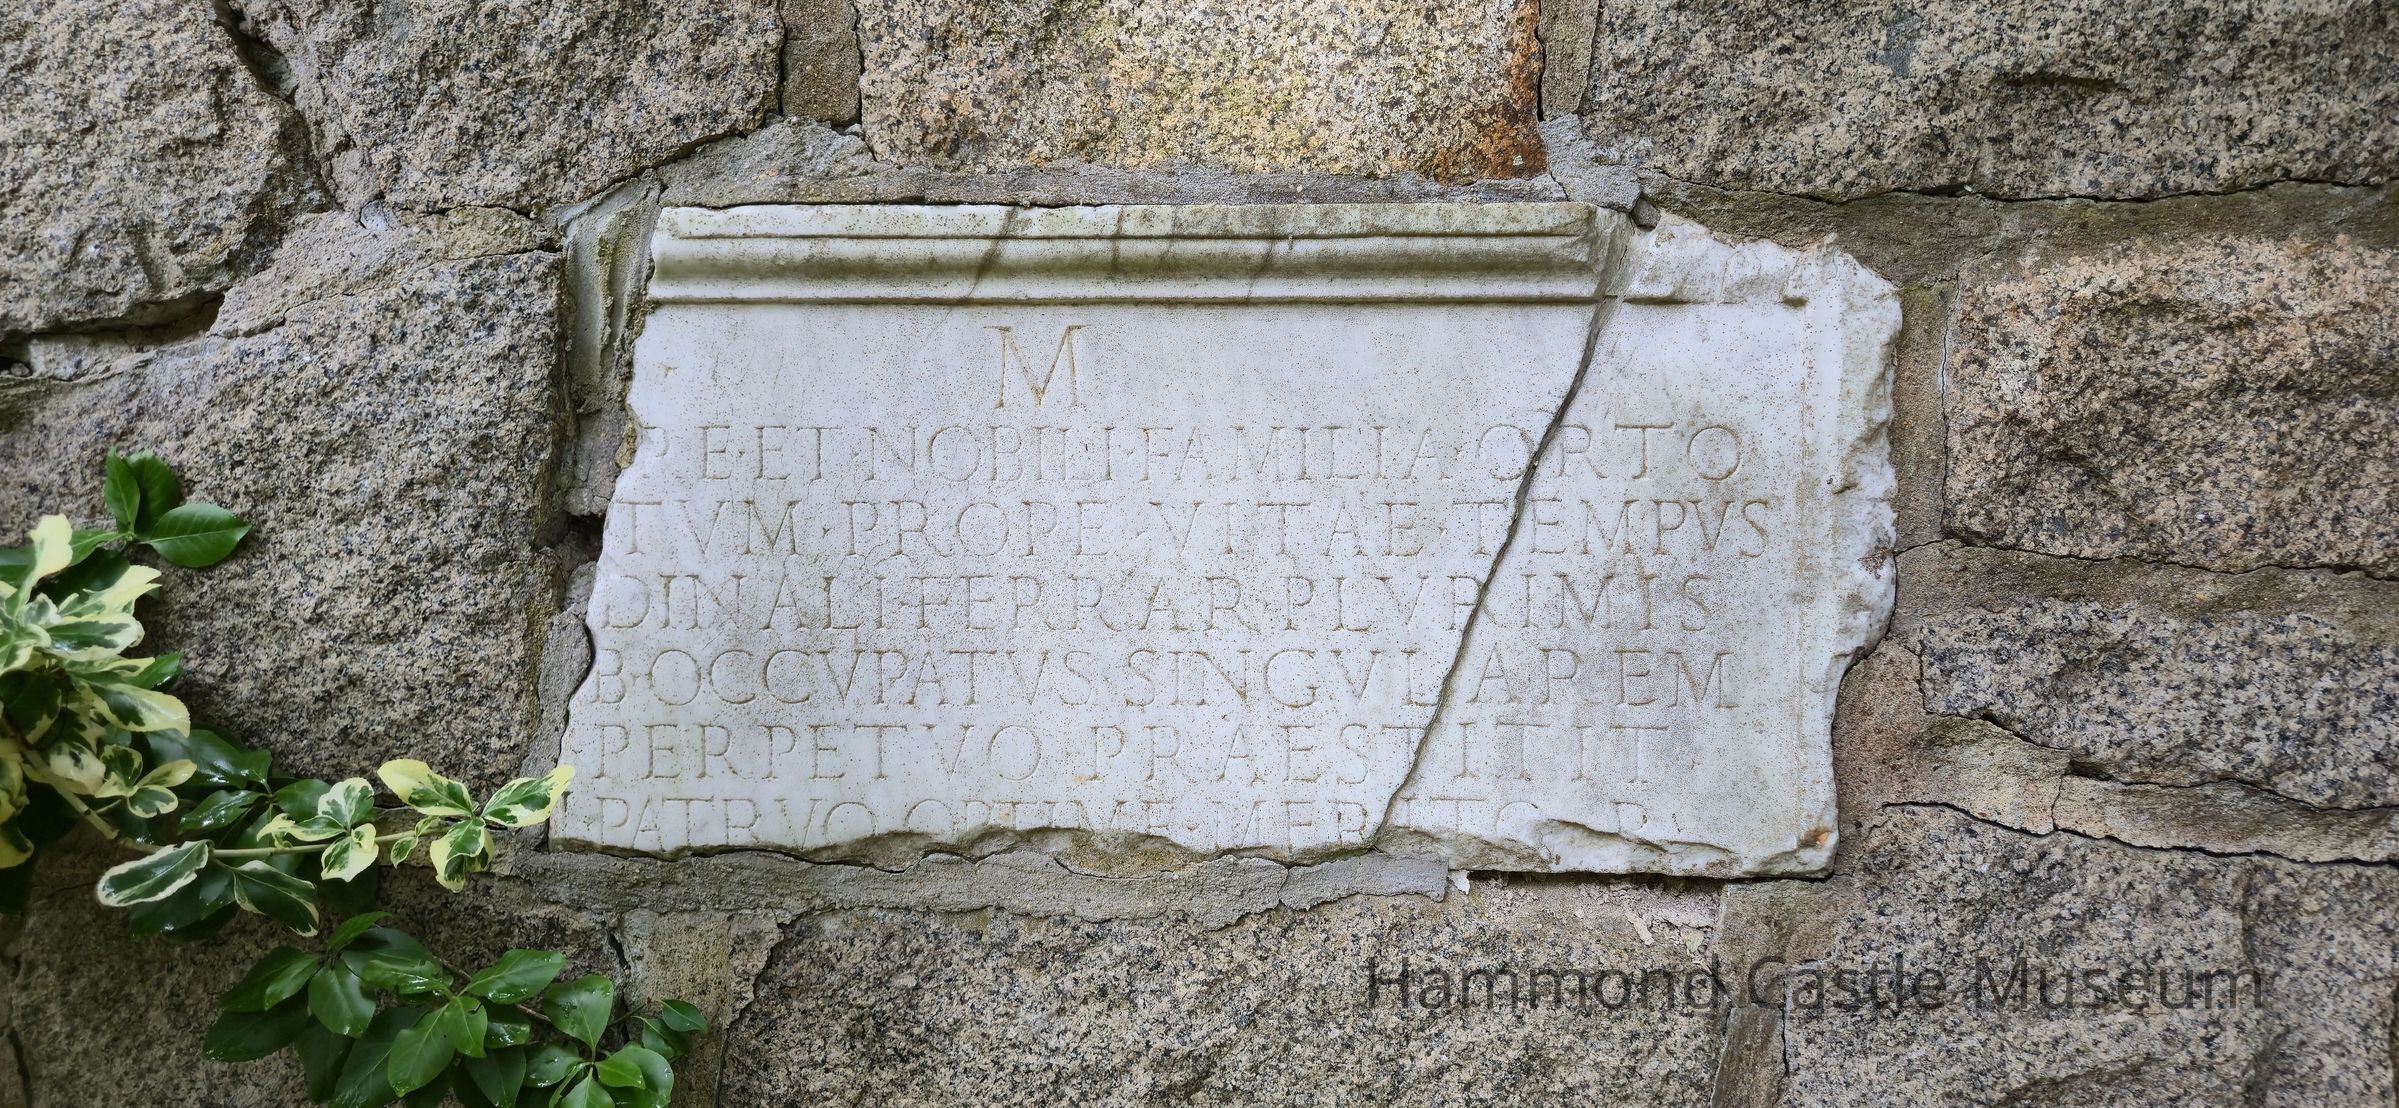 M
RE·ET·NOBILI·FAMILIA·ORTO
TVM·PROPE·VITAE·TEMPVS
DINALI·FERRAR·PLVRIMIS
B·OCCVPATVS·SINGVLAREM
PERPETVO PRAESTITIT·
PATRVO OPTIME·MERITO·P·
Hammond Castle Museum